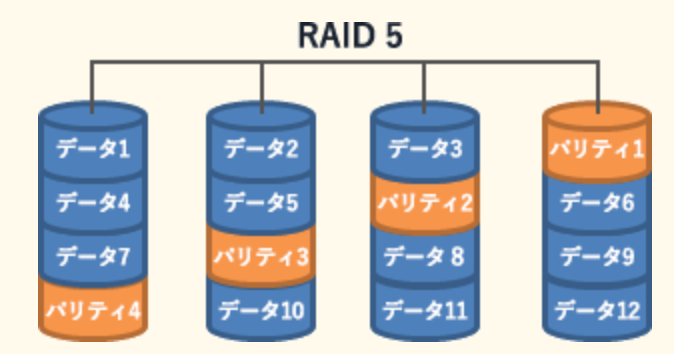 RAID 5
データ1 データ2 データ3 パリティ1
データ4 データ5 パリティ2 データ6
データ7 パリティ3 データ 8 データ9
パリティ4 データ10 データ11 データ12